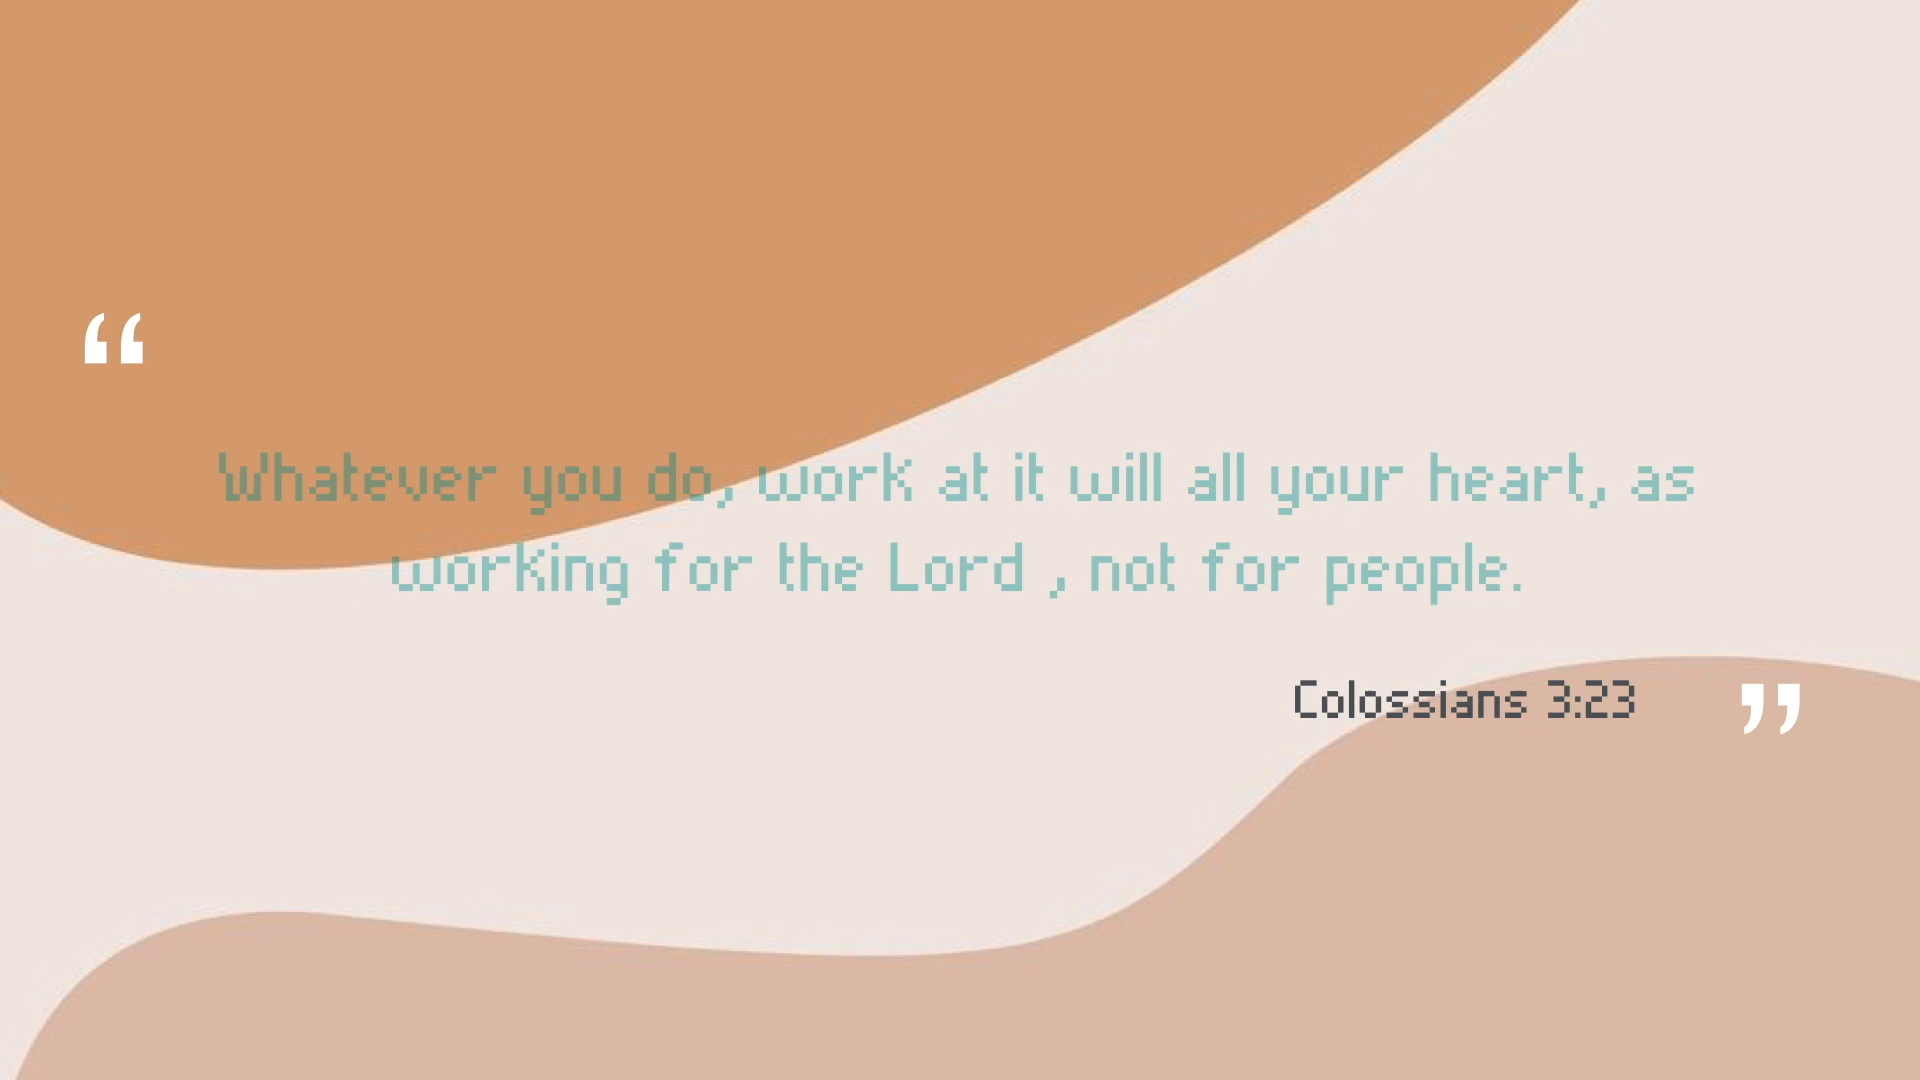 “
Whatever you do, work at it will all your heart, as
working for the Lord , not for people.
Colossians 3:23
”